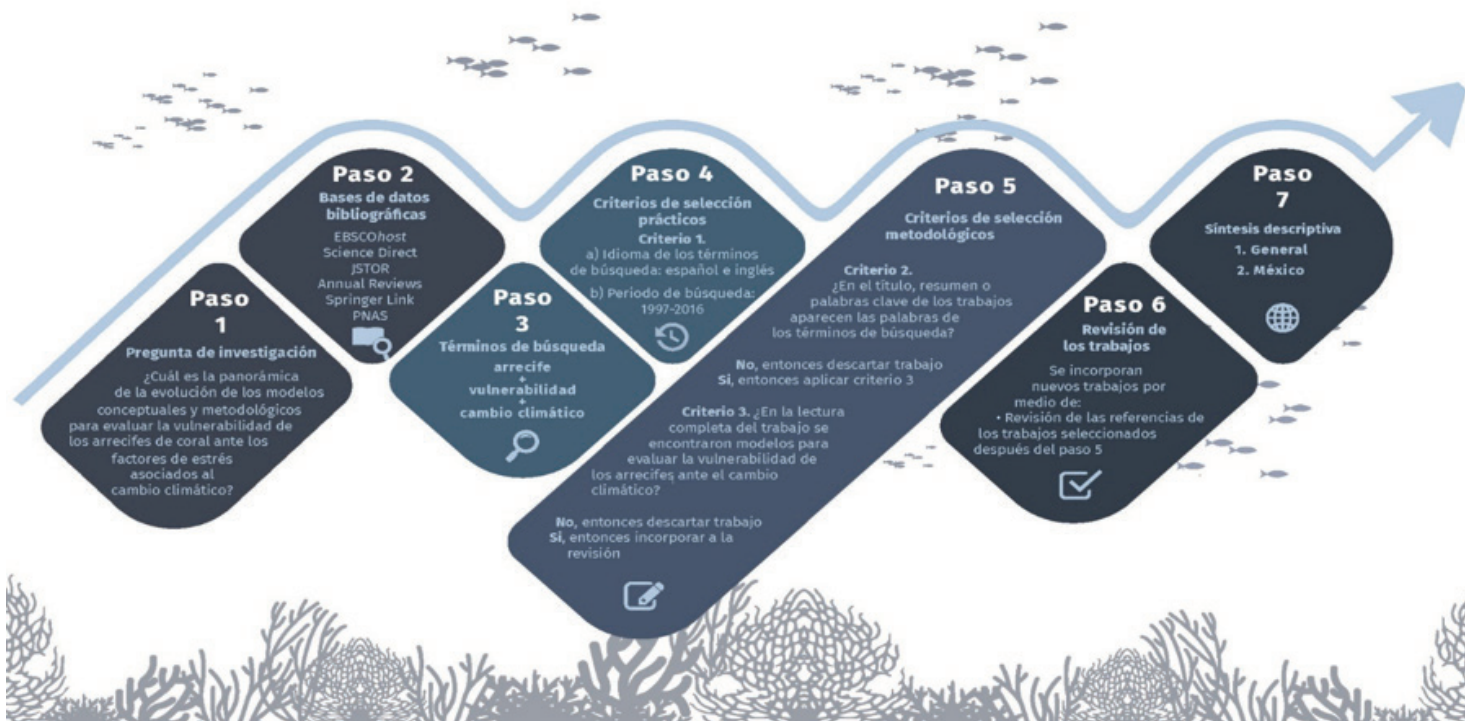 Paso
1
Pregunta de investigación
¿Cuál es la panorámica
de la evolución de los modelos
conceptuales y metodológicos
para evaluar la vulnerabilidad de
los arrecifes de coral ante los
factores de estrés
asociados al
cambio climático?
Paso 2
Bases de datos
bibliográficas
EBSCOhost
Science Direct
JSTOR
Annual Reviews
Springer Link
PNAS
Paso
3
Términos de búsqueda
arrecife
+
vulnerabilidad
+
cambio climático
Paso 4
Criterios de selección
prácticos
Criterio 1.
a) Idioma de los términos
de búsqueda: español e inglés
b) Periodo de búsqueda:
1997-2016
Paso 5
Criterios de selección
metodológicos
Criterio 2.
¿En el título, resumen o
palabras clave de los trabajos
aparecen las palabras de
los términos de búsqueda?
No, entonces descartar trabajo
Si, entonces aplicar criterio 3
Criterio 3. ¿En la lectura
completa del trabajo se
encontraron modelos para
evaluar la vulnerabilidad de
los arrecifes ante el cambio
climático?
No, entonces descartar trabajo
Si, entonces incorporar a la
revisión
Paso 6
Revisión de
los trabajos
Se incorporan
nuevos trabajos por
medio de:
• Revisión de las referencias de
los trabajos seleccionados
después del paso 5
Paso
7
Síntesis descriptiva
1. General
2. México